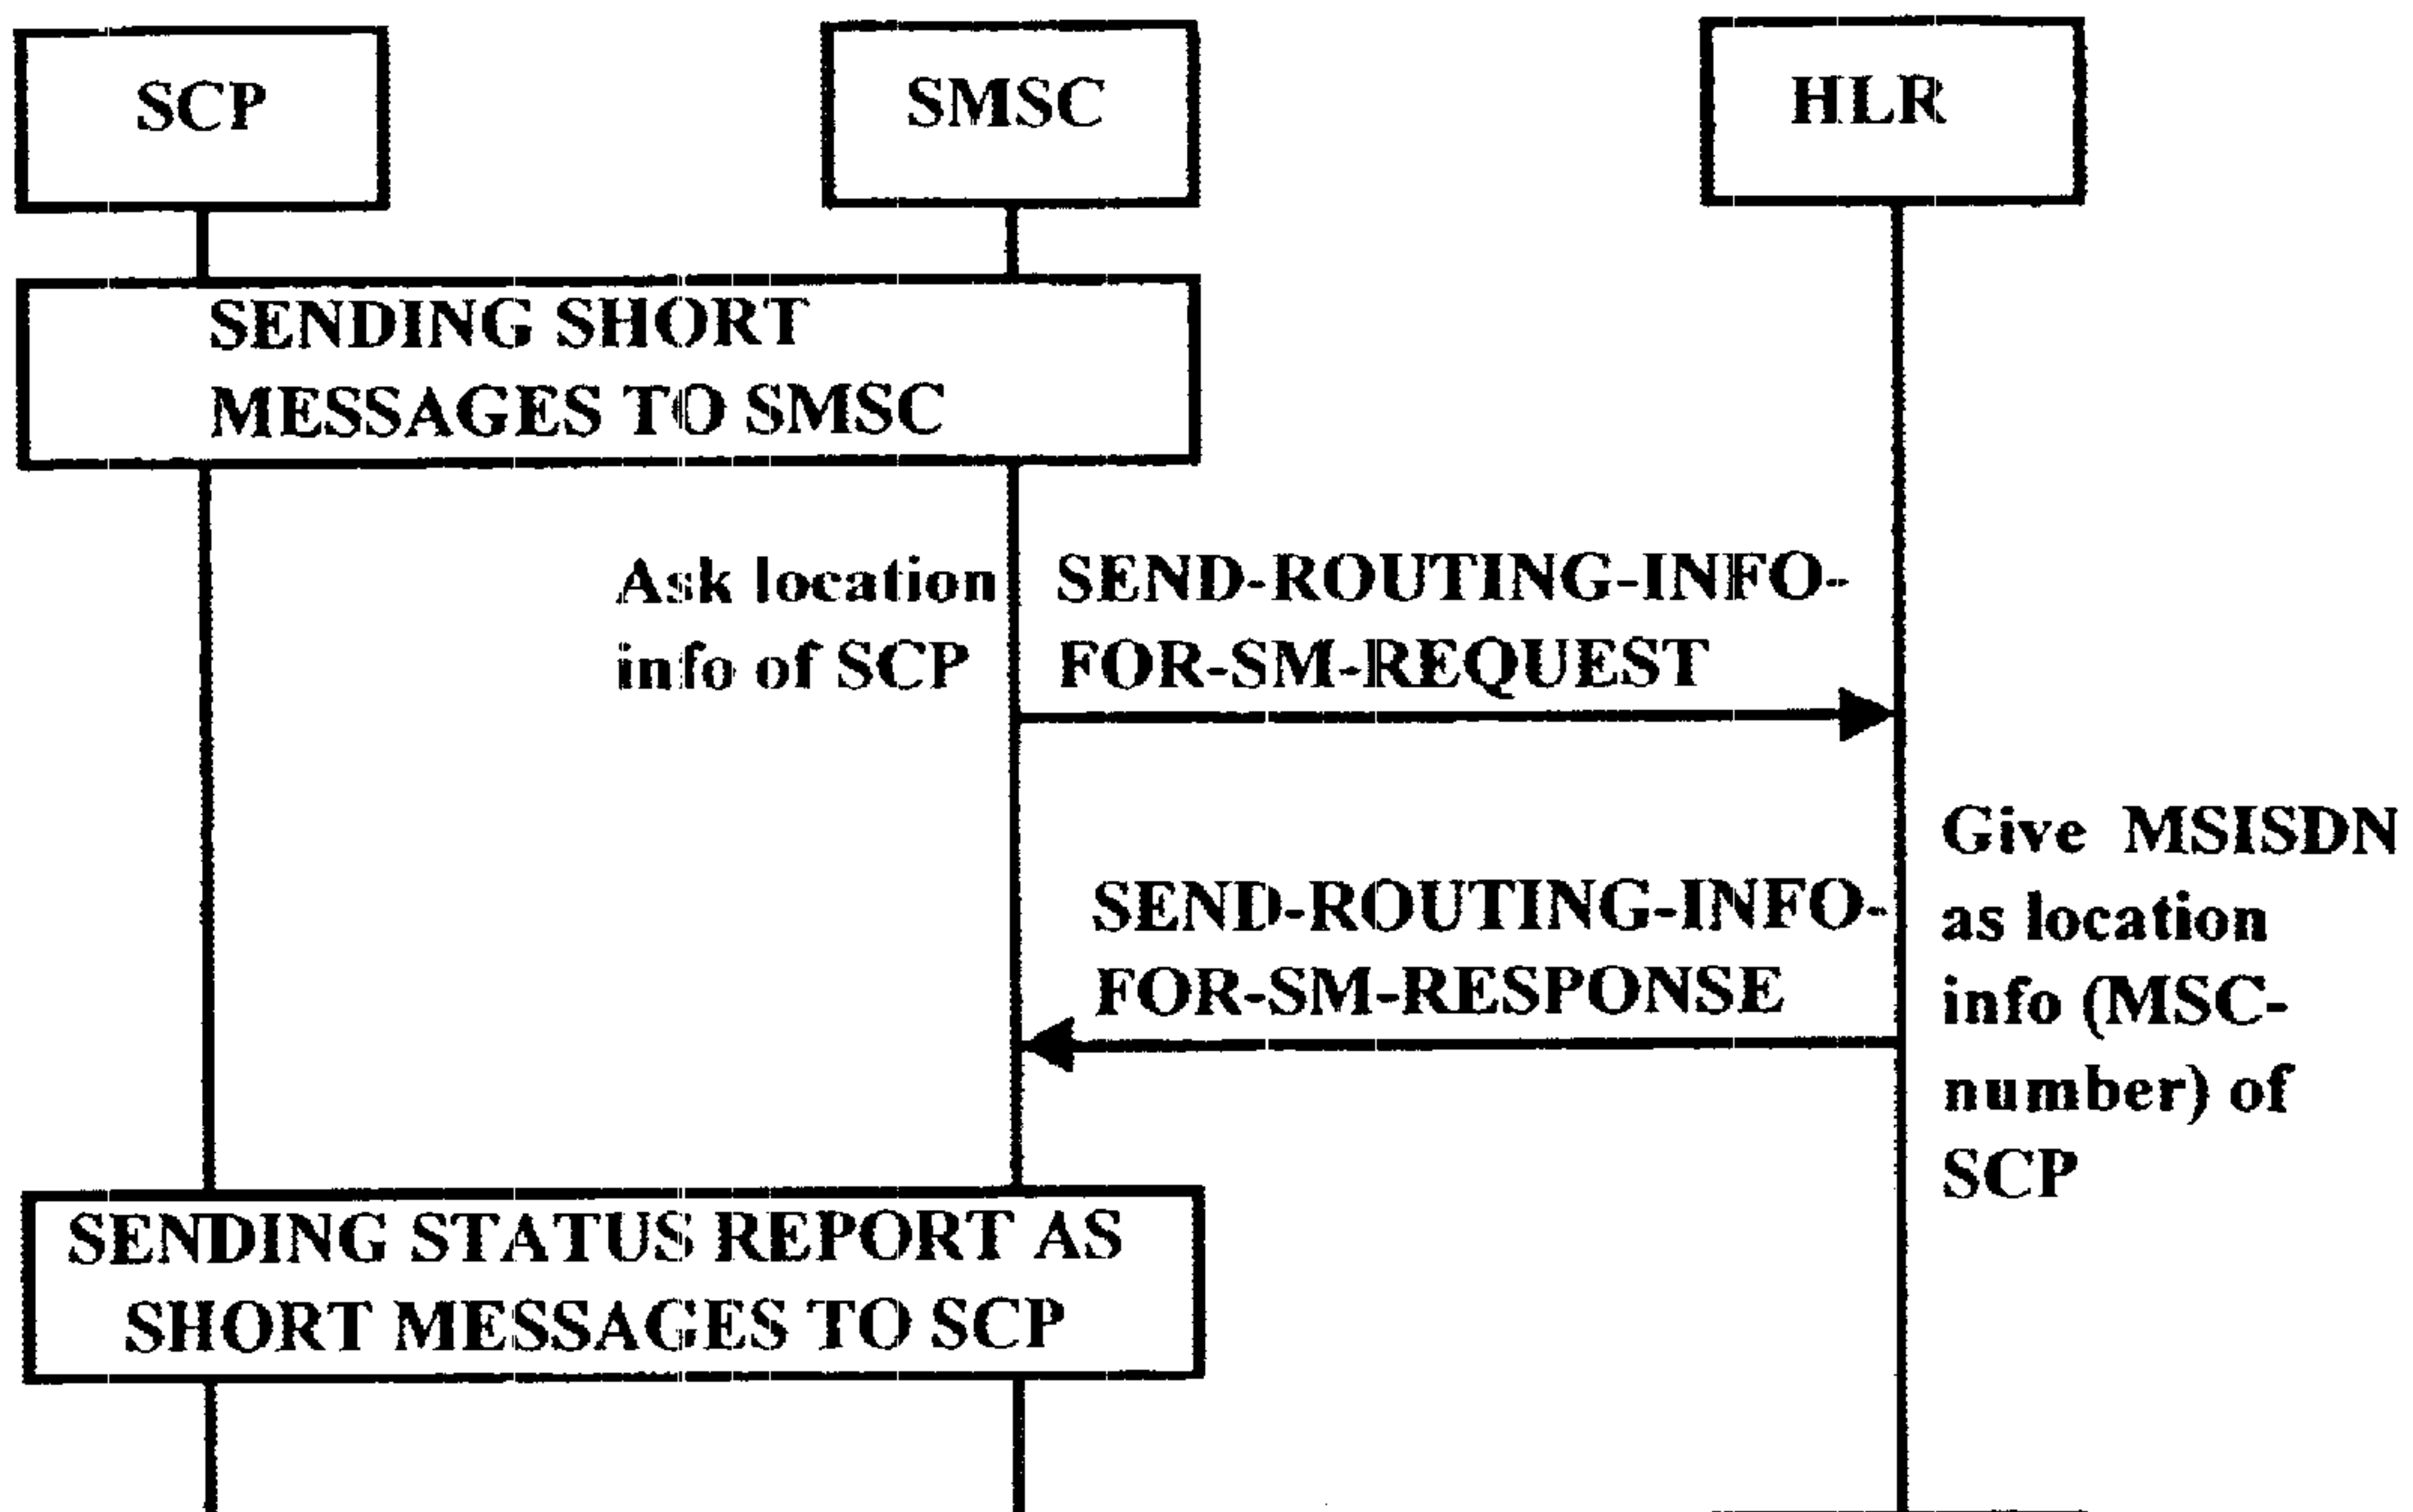 SCP
SMSC
HLR
SENDING SHORT
MESSAGES TO SMSC
Ask location
info of SCP
SEND-ROUTING-INFO-
FOR-SM-REQUEST
Give MSISDN
as location
info (MSC-
number) of
SCP
SEND-ROUTING-INFO-
FOR-SM-RESPONSE
SENDING STATUS REPORT AS
SHORT MESSAGES TO SCP